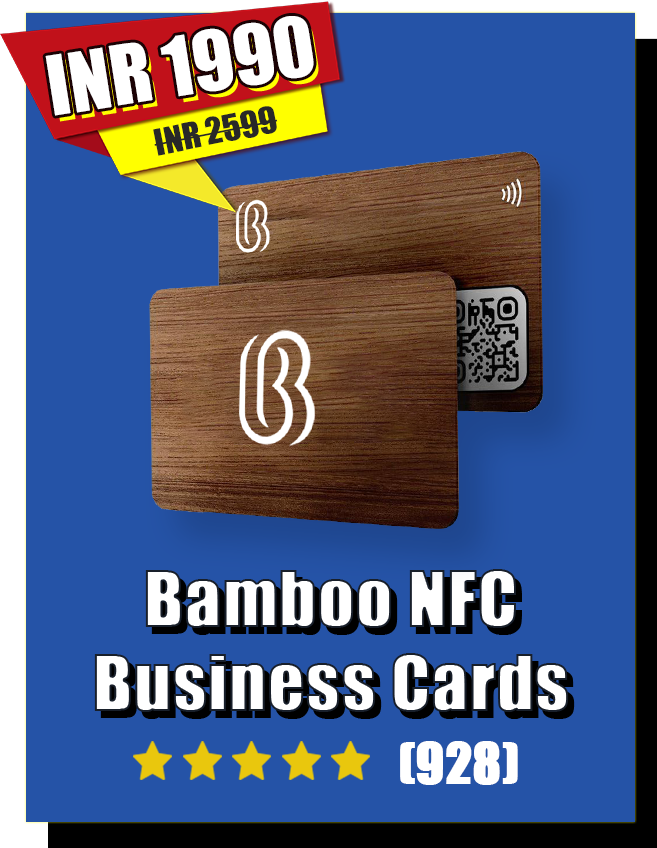 INR 1990
INR 2599
B
B
Bamboo NFC
Business Cards
(928)